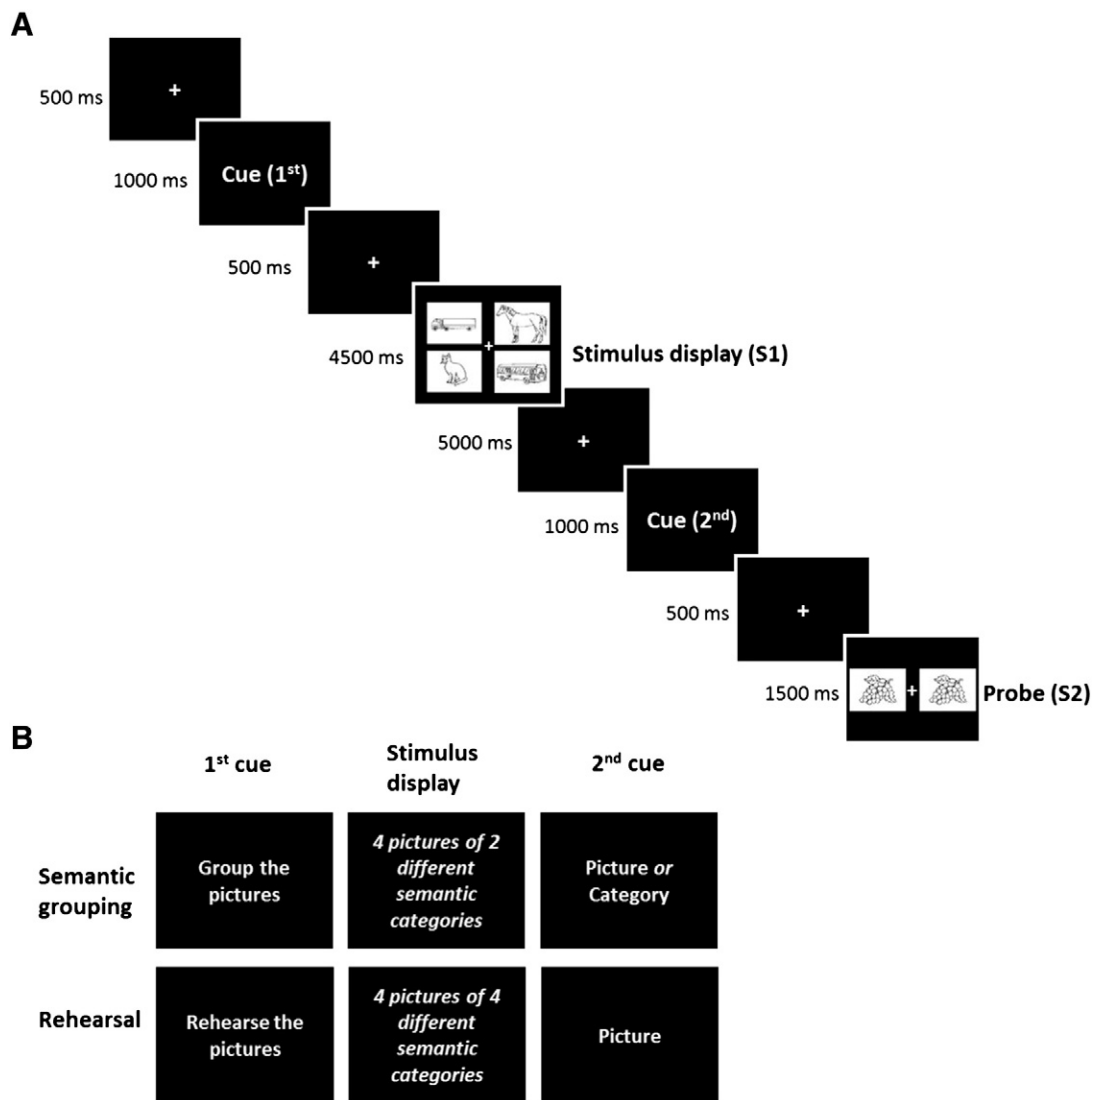 A
500 ms
+
1000 ms
Cue (1st)
500 ms
+
4500 ms
+
Stimulus display (S1)
5000 ms
+
1000 ms
Cue (2nd)
500 ms
+
1500 ms
+
Probe (S2)
B
1st cue
Stimulus
display
2nd cue
Semantic
grouping
Group the
pictures
4 pictures of 2
different
semantic
categories
Picture or
Category
Rehearsal
Rehearse the
pictures
4 pictures of 4
different
semantic
categories
Picture